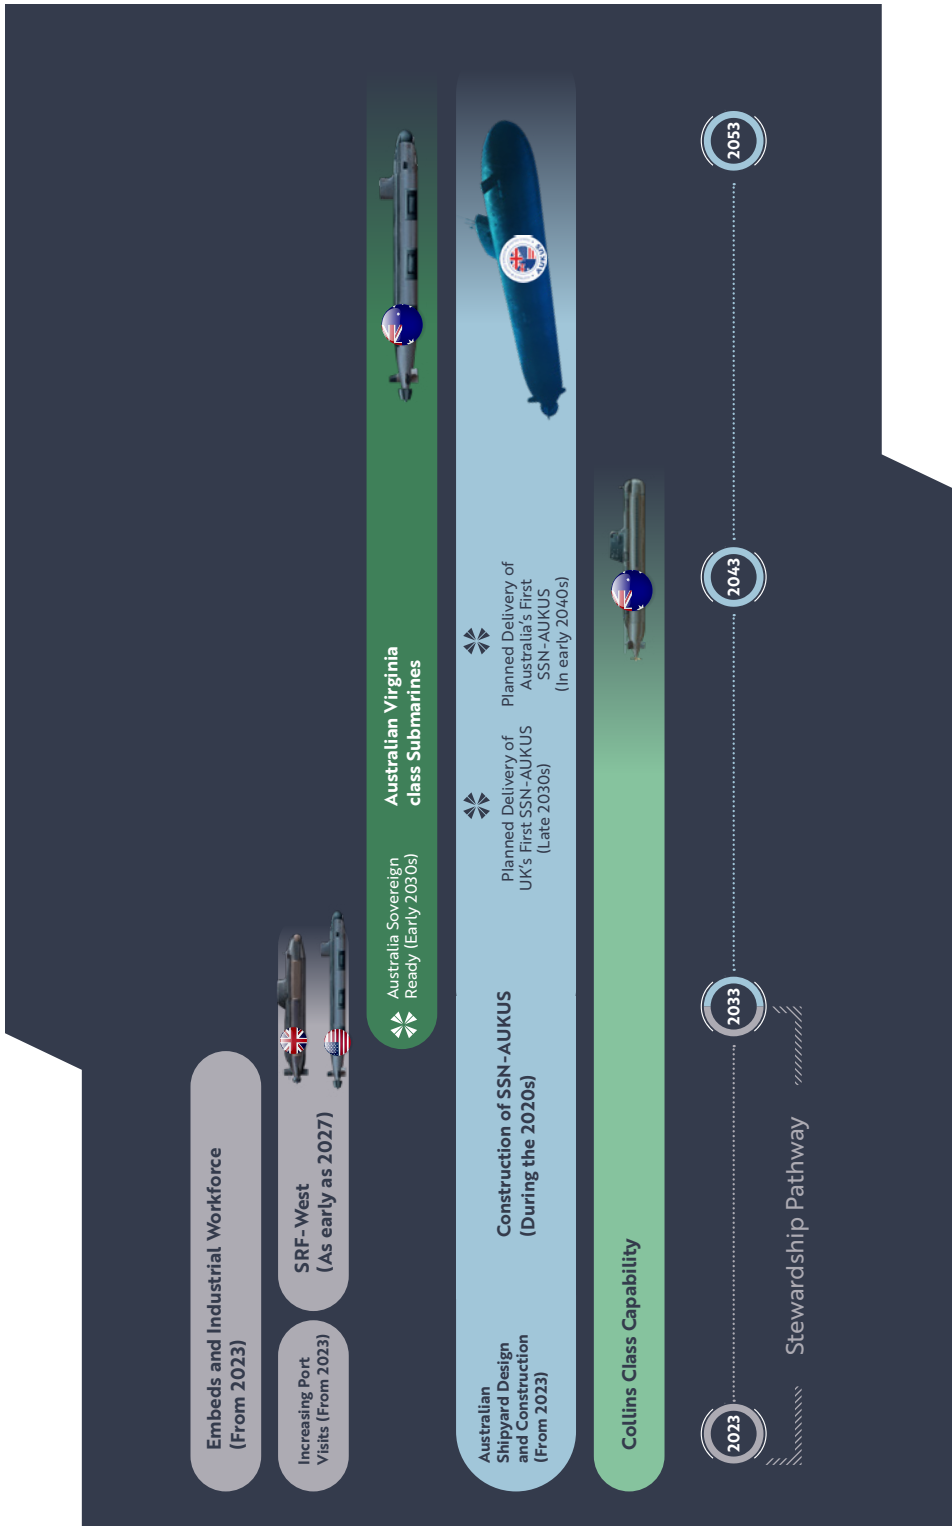 Embeds and Industrial Workforce
(From 2023)
Increasing Port
Visits (From 2023)
SRF-West
(As early as 2027)
Australia Sovereign
Ready (Early 2030s)
Australian Virginia
class Submarines
Australian
Shipyard Design
and Construction
(From 2023)
Construction of SSN-AUKUS
(During the 2020s)
Planned Delivery of
UK's First SSN-AUKUS
(Late 2030s)
Planned Delivery of
Australia's First
SSN-AUKUS
(In early 2040s)
AUKUS
Collins Class Capability
2023
2033
2043
2053
Stewardship Pathway